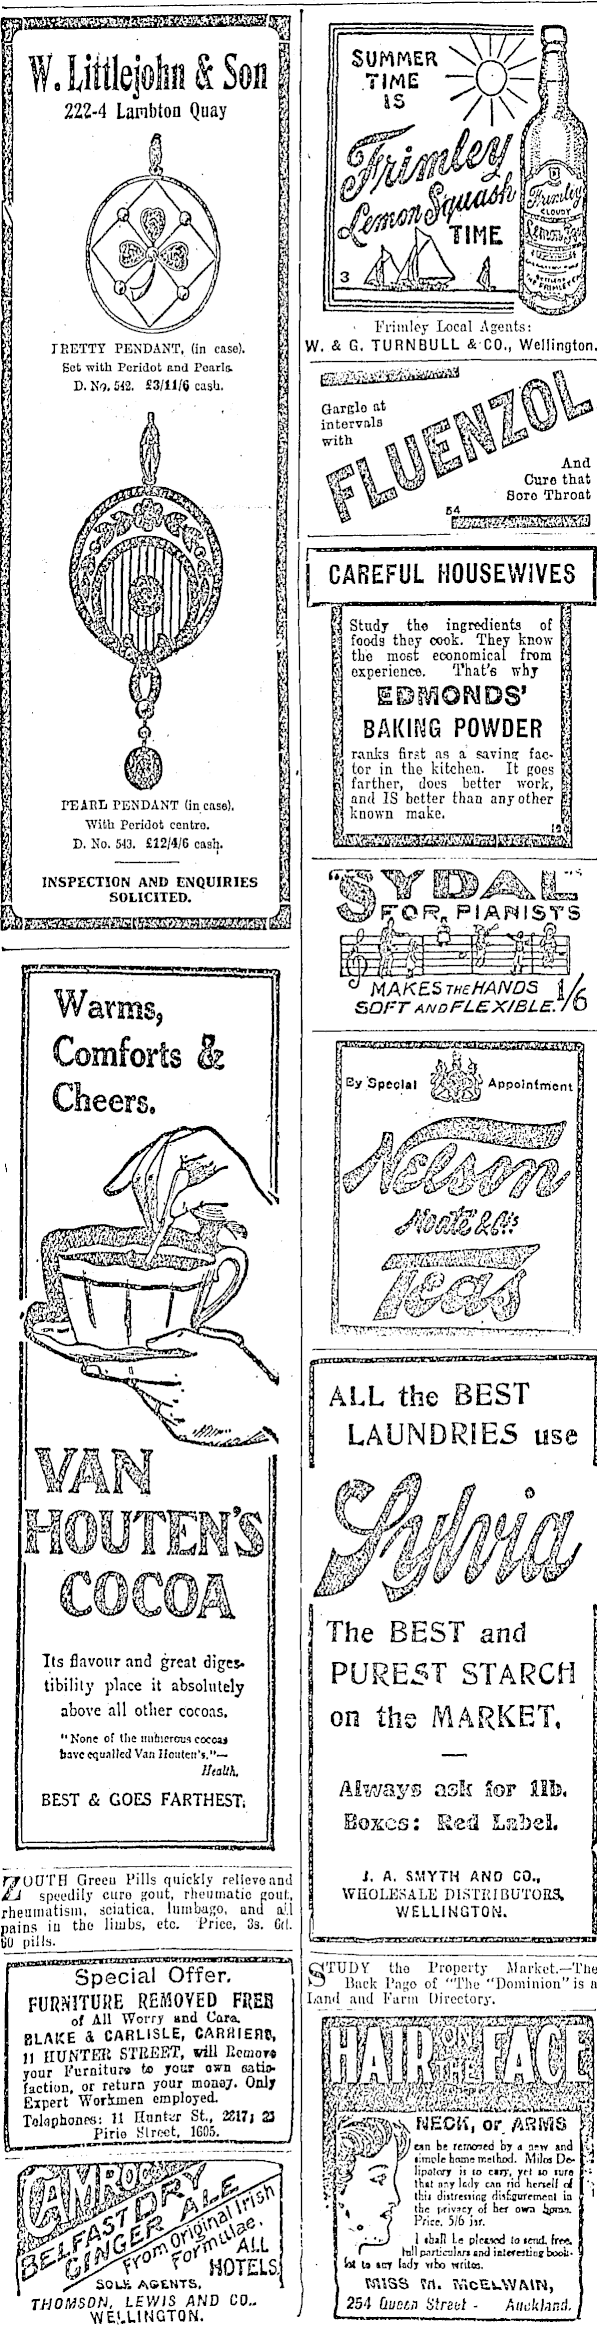 W. Littlejohn & Son
222-4 Lambton Quay
PRETTY PENDANT, (in case).
Set with Peridot and Pearls.
D. No. 542. £3/11/6 cash.
PEARL PENDANT (in case).
With Peridot centre.
D. No. 543. £12/4/6 cash.
INSPECTION AND ENQUIRIES
SOLICITED.
Warms,
Comforts &
Cheers.
VAN
HOUTEN'S
COCOA
Its flavour and great diges-
tibility place it absolutely
above all other cocoas.
"None of the numerous cocoas
have equalled Van Houten's."—
Health.
BEST & GOES FARTHEST.
ZOUTH Green Pills quickly relieve and
speedily cure gout, rheumatic gout,
rheumatism, sciatica, lumbago, and all
pains in the limbs, etc. Price, 3s. 6d.
60 pills.
Special Offer.
FURNITURE REMOVED FREE
of All Worry and Care.
BLAKE & CARLISLE, CARRIERS,
11 HUNTER STREET, will Remove
your Furniture to your own satis-
faction, or return your money. Only
Expert Workmen employed.
Telephones: 11 Hunter St., 2217; 23
Pirie Street, 1605.
CAMROC
BELFAST DRY
GINGER ALE
From Original Irish
Formulae.
ALL
HOTELS
SOLE AGENTS,
THOMSON, LEWIS AND CO.,
WELLINGTON.
SUMMER
TIME
IS
Frimley
Lemon Squash
TIME
Frimley
CLOUDY
3
Frimley Local Agents:
W. & G. TURNBULL & CO., Wellington.
Gargle at
intervals
with
FLUENZOL
And
Cure that
Sore Throat
54
CAREFUL HOUSEWIVES
Study the ingredients of
foods they cook. They know
the most economical from
experience. That's why
EDMONDS'
BAKING POWDER
ranks first as a saving fac-
tor in the kitchen. It goes
farther, does better work,
and IS better than any other
known make.
"SYDAL"
FOR PIANISTS
MAKES THE HANDS
SOFT AND FLEXIBLE. 1/6
By Special Appointment
Nelson
Moate & Co's
Teas
ALL the BEST
LAUNDRIES use
Sylvia
The BEST and
PUREST STARCH
on the MARKET.
Always ask for 1lb.
Boxes: Red Label.
J. A. SMYTH AND CO.,
WHOLESALE DISTRIBUTORS,
WELLINGTON.
STUDY the Property Market.—The
Back Page of "The "Dominion" is a
Land and Farm Directory.
HAIR ON THE FACE
NECK, or ARMS
can be removed by a new and
simple home method. Milos De-
lipatory is so easy, yet so sure
that any lady can rid herself of
this distressing disfigurement in
the privacy of her own home.
Price, 5/6 jar.
I shall be pleased to send, free,
full particulars and interesting book-
let to any lady who writes.
MISS M. McELWAIN,
254 Queen Street - Auckland.